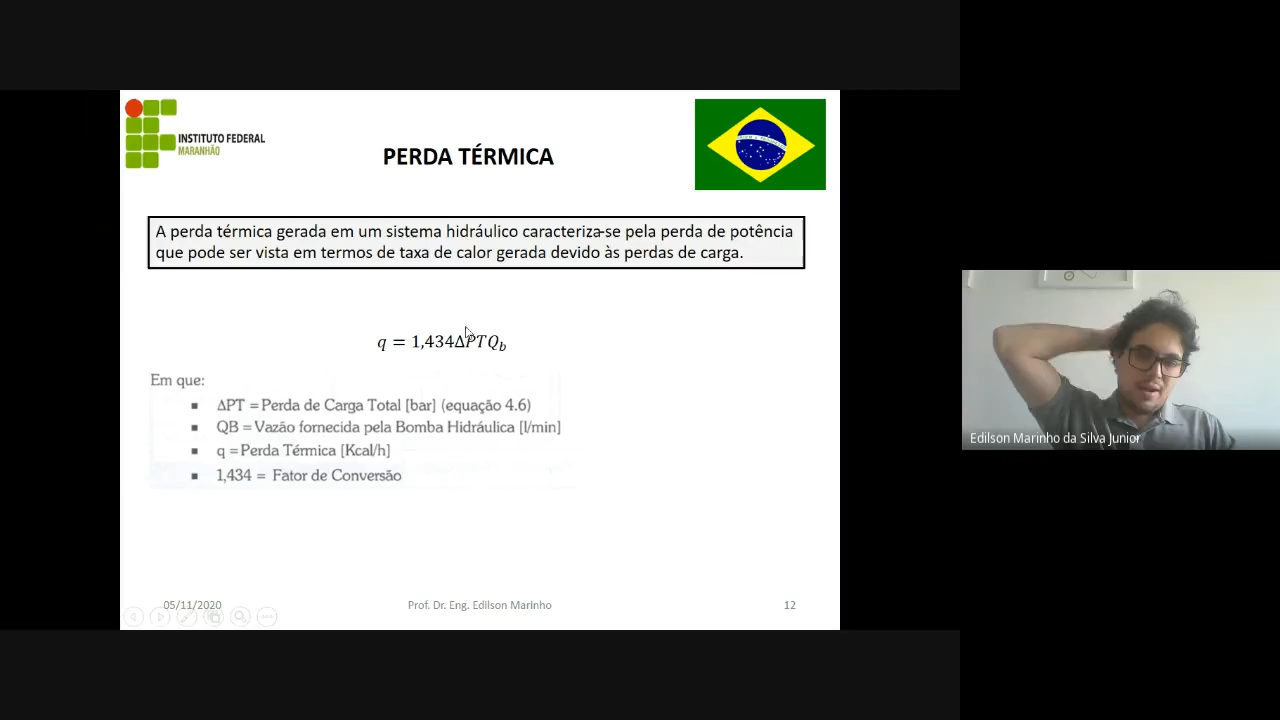 INSTITUTO FEDERAL
MARANHÃO
PERDA TÉRMICA
A perda térmica gerada em um sistema hidráulico caracteriza-se pela perda de potência
que pode ser vista em termos de taxa de calor gerada devido às perdas de carga.
q = 1,434ΔPTQ_b
Em que:
▪ ΔPT = Perda de Carga Total [bar] (equação 4.6)
▪ QB = Vazão fornecida pela Bomba Hidráulica [l/min]
▪ q = Perda Térmica [Kcal/h]
▪ 1,434 = Fator de Conversão
05/11/2020
Prof. Dr. Eng. Edilson Marinho
12
Edilson Marinho da Silva Junior